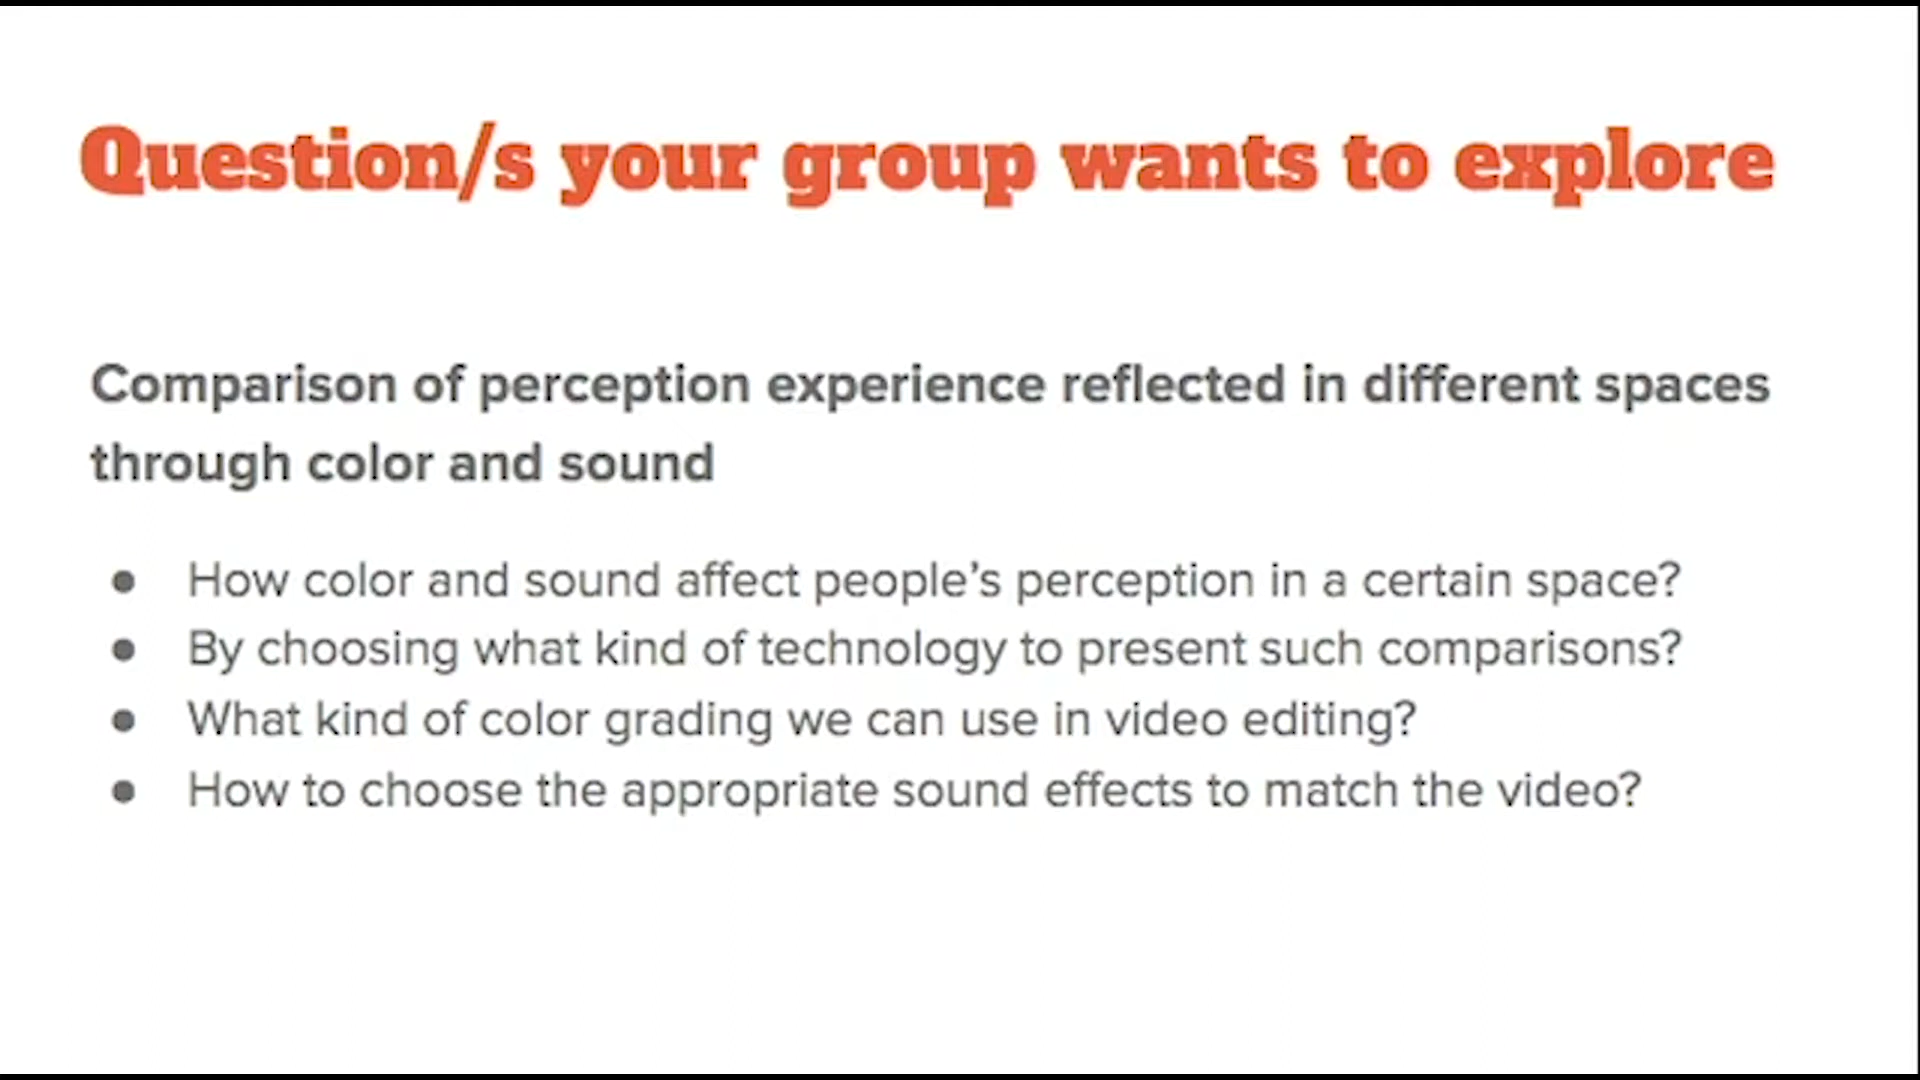 Question/s your group wants to explore
Comparison of perception experience reflected in different spaces
through color and sound
● How color and sound affect people’s perception in a certain space?
● By choosing what kind of technology to present such comparisons?
● What kind of color grading we can use in video editing?
● How to choose the appropriate sound effects to match the video?